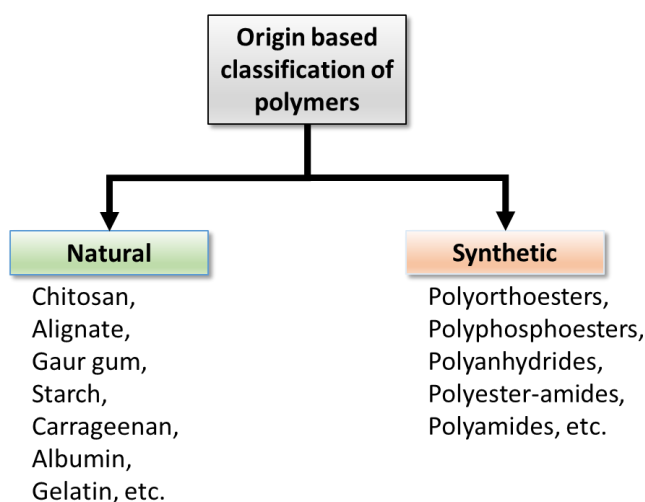 Origin based
classification of
polymers
Natural
Synthetic
Chitosan,
Alignate,
Gaur gum,
Starch,
Carrageenan,
Albumin,
Gelatin, etc.
Polyorthoesters,
Polyphosphoesters,
Polyanhydrides,
Polyester-amides,
Polyamides, etc.